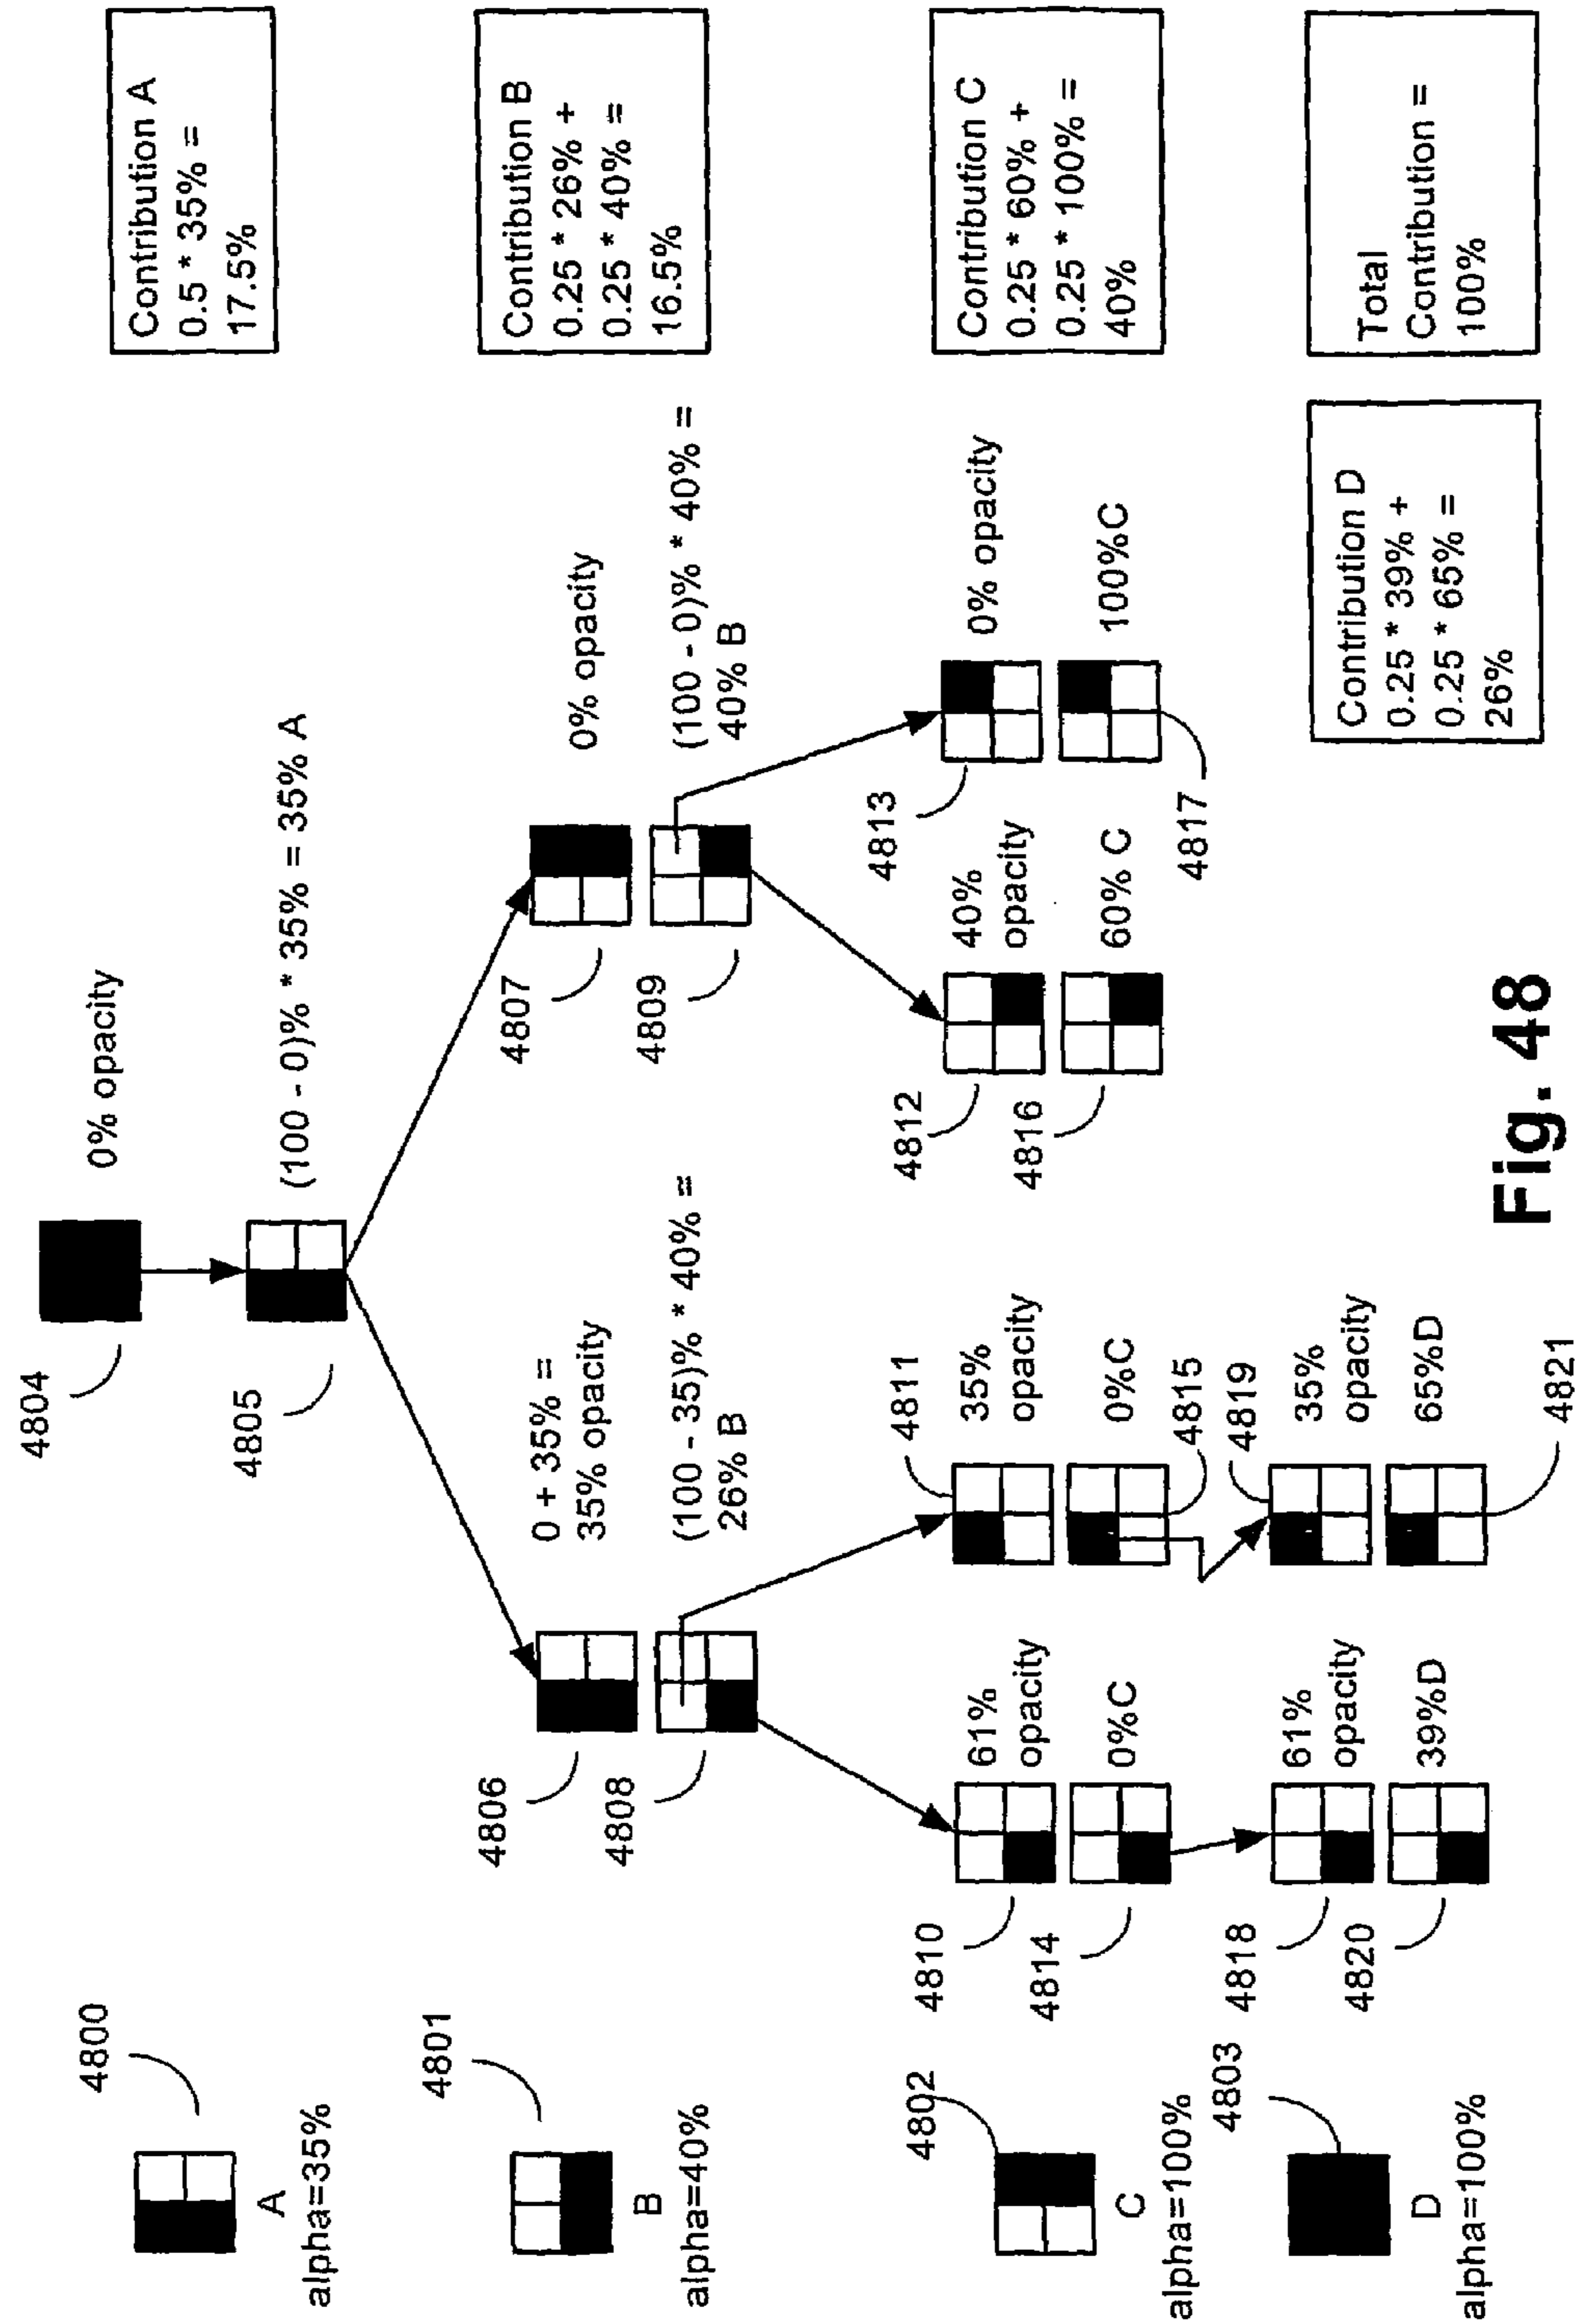 4800
A
alpha=35%
4804
0% opacity
4805
(100 - 0)% * 35% = 35% A
Contribution A
0.5 * 35% =
17.5%
4801
B
alpha=40%
4806
0 + 35% =
35% opacity
4808
(100 - 35)% * 40% =
26% B
4807
0% opacity
4809
(100 - 0)% * 40% =
40% B
Contribution B
0.25 * 26% +
0.25 * 40% =
16.5%
4802
C
alpha=100%
4810
61%
opacity
4814
0%C
4811
35%
opacity
0%C
4815
4812
40%
opacity
4816
60% C
4813
0% opacity
100%C
4817
Contribution C
0.25 * 60% +
0.25 * 100% =
40%
4803
D
alpha=100%
4818
61%
opacity
4820
39%D
4819
35%
opacity
65%D
4821
Contribution D
0.25 * 39% +
0.25 * 65% =
26%
Total
Contribution =
100%
Fig. 48